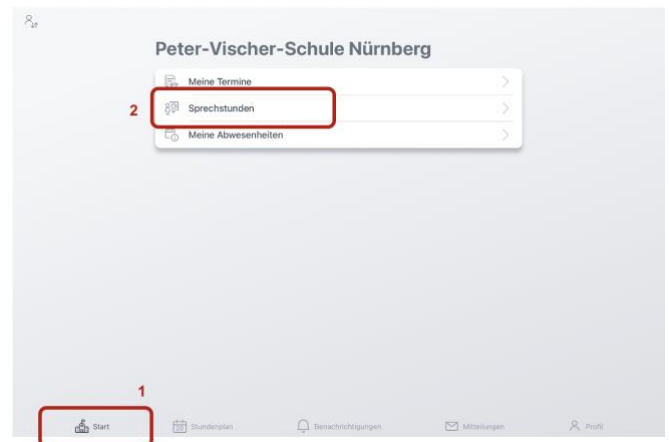 Peter-Vischer-Schule Nürnberg
Meine Termine
2 Sprechstunden
Meine Abwesenheiten
1
Start Stundenplan Benachrichtigungen Mitteilungen Profil